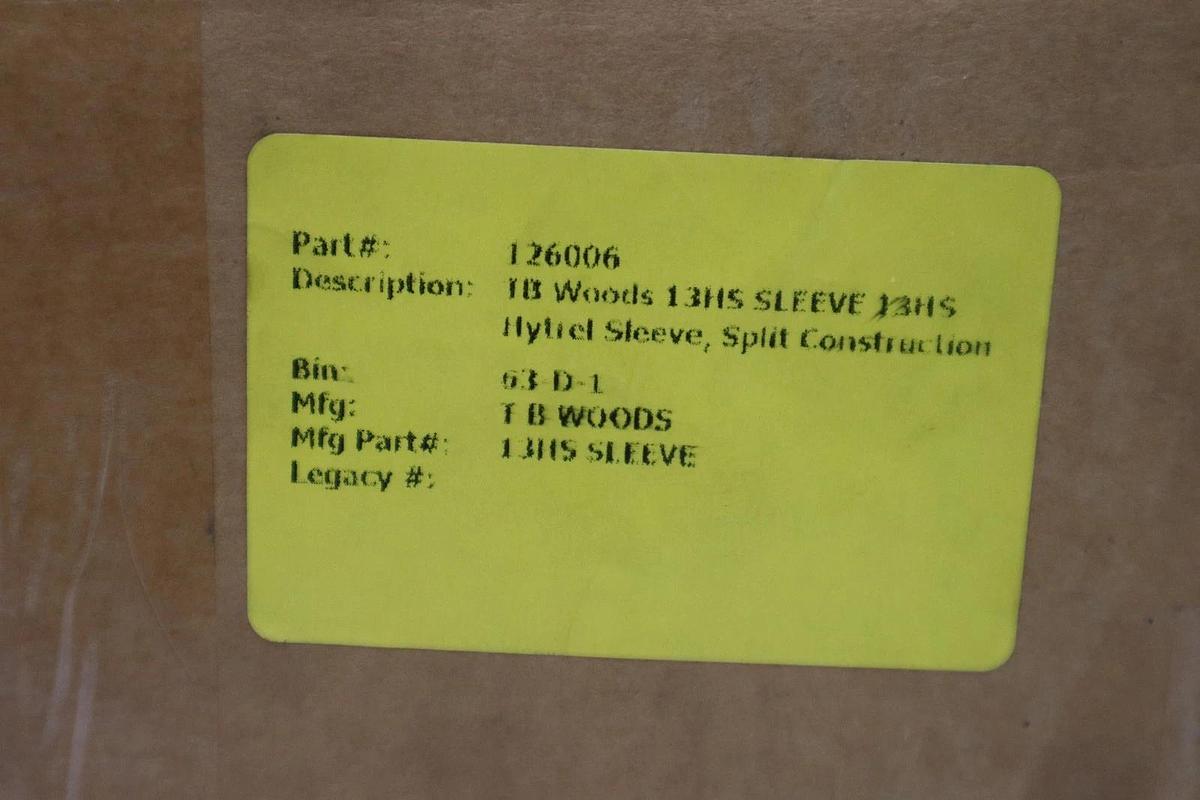 Part#: 126006
Description: TB Woods 13HS SLEEVE 13HS
Hytrel Sleeve, Split Construction
Bin: 63-D-1
Mfg: T B WOODS
Mfg Part#: 13HS SLEEVE
Legacy #: